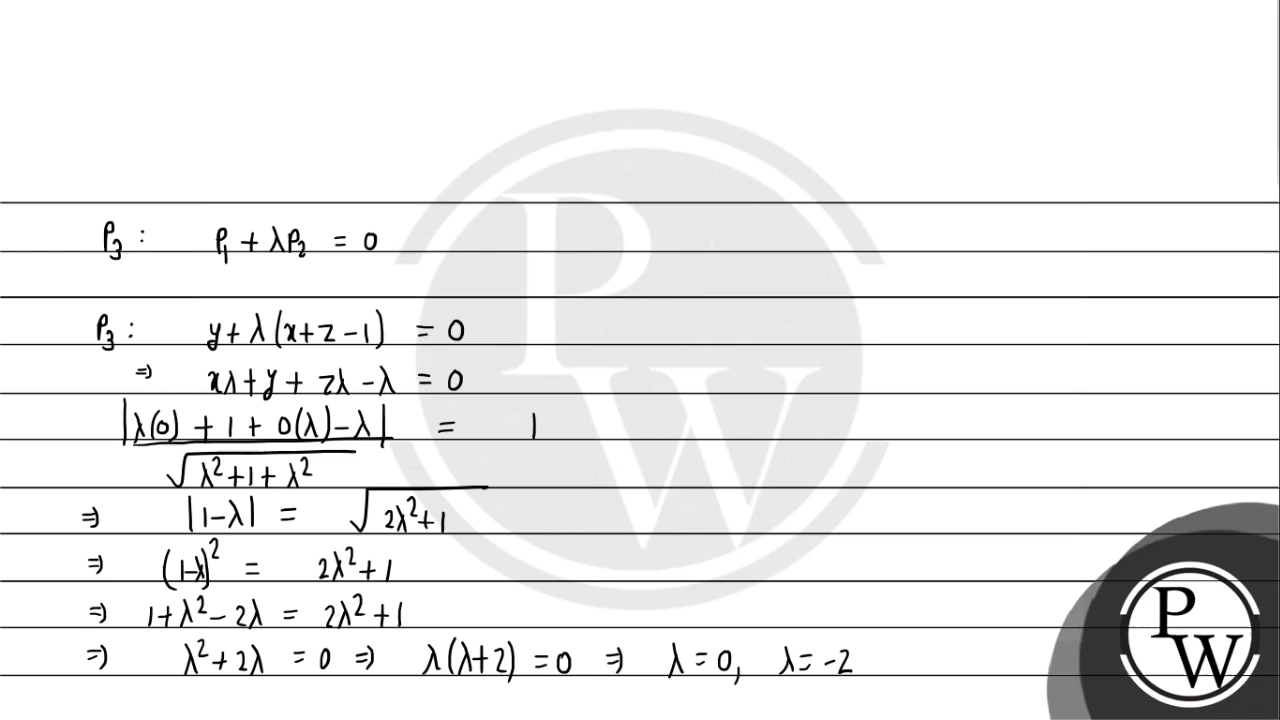 P₃ : P₁ + λP₂ = 0
P₃ : y + λ(x+z-1) = 0
⇒ xλ + y + zλ - λ = 0
|λ(0) + 1 + 0(λ) - λ| = 1
√λ²+1+λ²
⇒ |1-λ| = √2λ²+1
⇒ (1-λ)² = 2λ²+1
⇒ 1+λ²-2λ = 2λ²+1
⇒ λ²+2λ = 0 ⇒ λ(λ+2) = 0 ⇒ λ=0, λ=-2
P
W
P
W